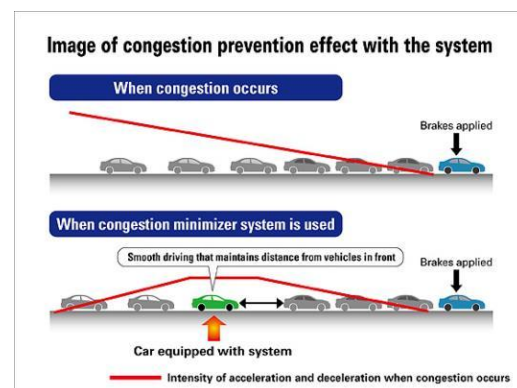 Image of congestion prevention effect with the system
When congestion occurs
Brakes applied
When congestion minimizer system is used
Smooth driving that maintains distance from vehicles in front
Brakes applied
Car equipped with system
Intensity of acceleration and deceleration when congestion occurs